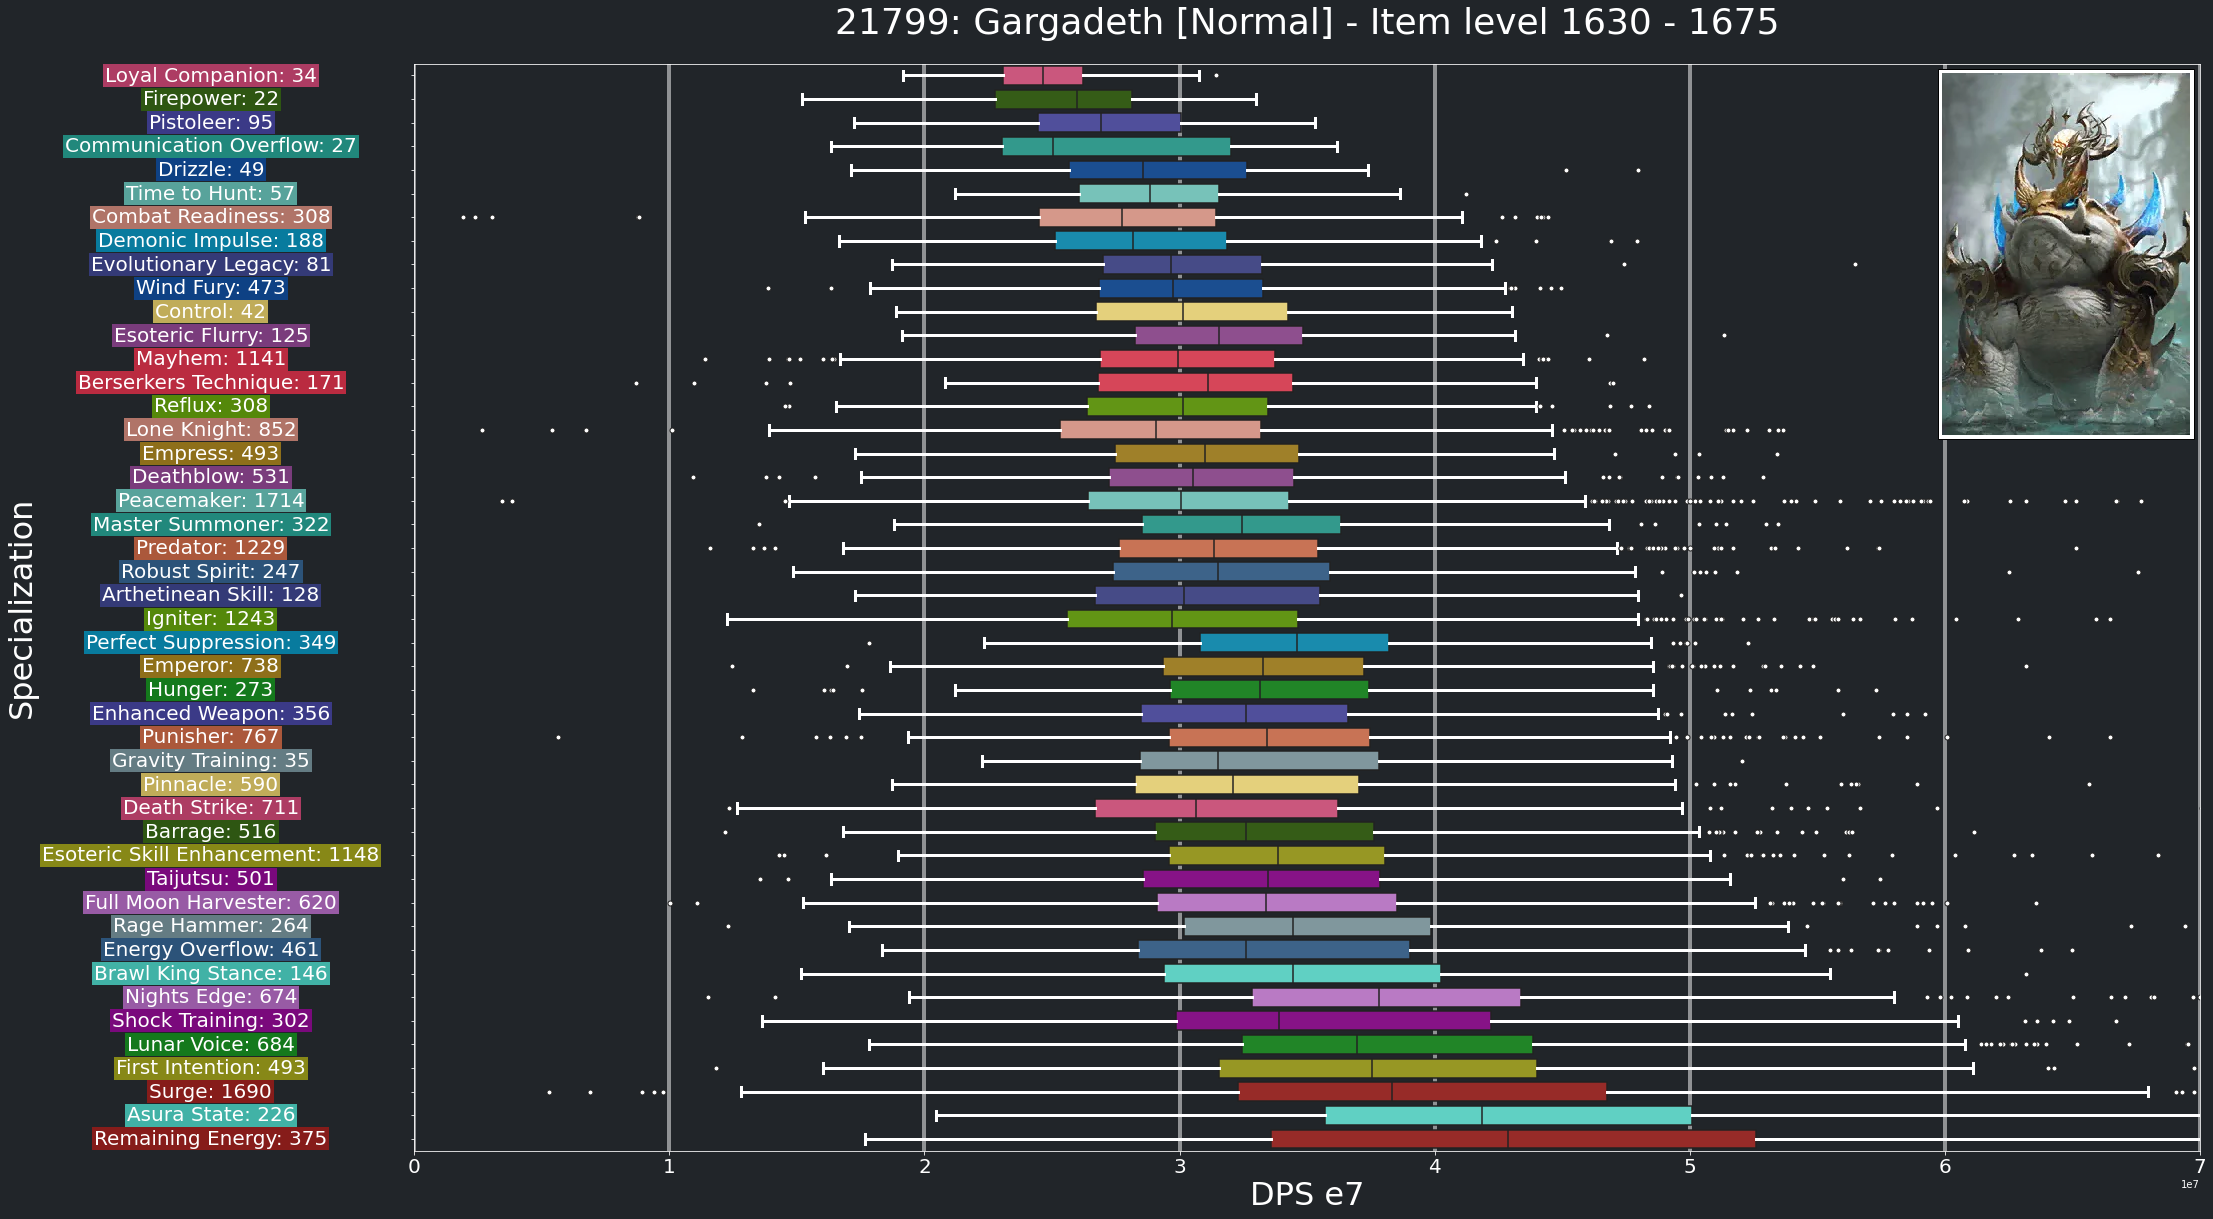 21799: Gargadeth [Normal] - Item level 1630 - 1675
Specialization
Loyal Companion: 34
Firepower: 22
Pistoleer: 95
Communication Overflow: 27
Drizzle: 49
Time to Hunt: 57
Combat Readiness: 308
Demonic Impulse: 188
Evolutionary Legacy: 81
Wind Fury: 473
Control: 42
Esoteric Flurry: 125
Mayhem: 1141
Berserkers Technique: 171
Reflux: 308
Lone Knight: 852
Empress: 493
Deathblow: 531
Peacemaker: 1714
Master Summoner: 322
Predator: 1229
Robust Spirit: 247
Arthetinean Skill: 128
Igniter: 1243
Perfect Suppression: 349
Emperor: 738
Hunger: 273
Enhanced Weapon: 356
Punisher: 767
Gravity Training: 35
Pinnacle: 590
Death Strike: 711
Barrage: 516
Esoteric Skill Enhancement: 1148
Taijutsu: 501
Full Moon Harvester: 620
Rage Hammer: 264
Energy Overflow: 461
Brawl King Stance: 146
Nights Edge: 674
Shock Training: 302
Lunar Voice: 684
First Intention: 493
Surge: 1690
Asura State: 226
Remaining Energy: 375
0 1 2 3 4 5 6 7
DPS e7
1e7